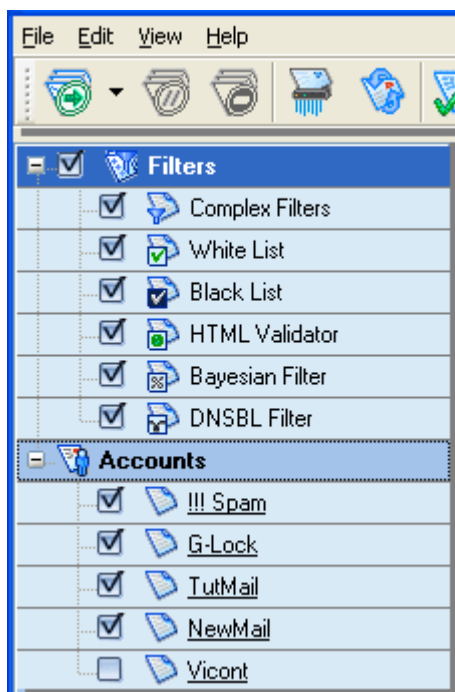 File Edit View Help
Filters
Complex Filters
White List
Black List
HTML Validator
Bayesian Filter
DNSBL Filter
Accounts
!!! Spam
G-Lock
TutMail
NewMail
Vicont